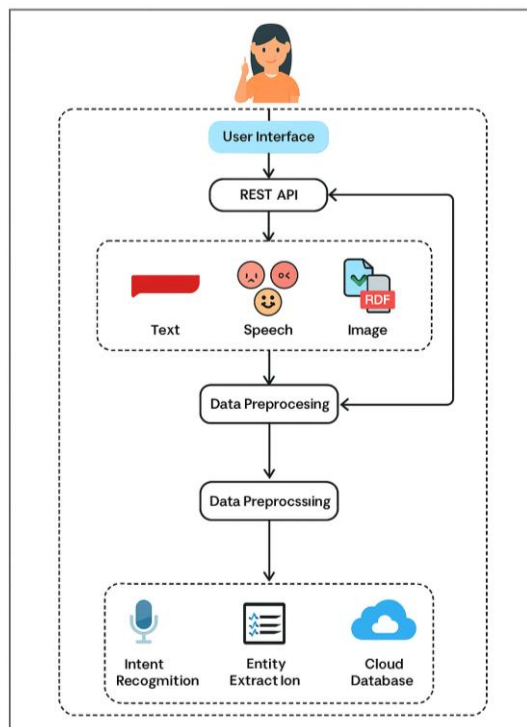 User Interface
REST API
RDF
Text
Speech
Image
Data Preprocesing
Data Preprocssiing
Intent
Recogmition
Entity
Extract Ion
Cloud
Database